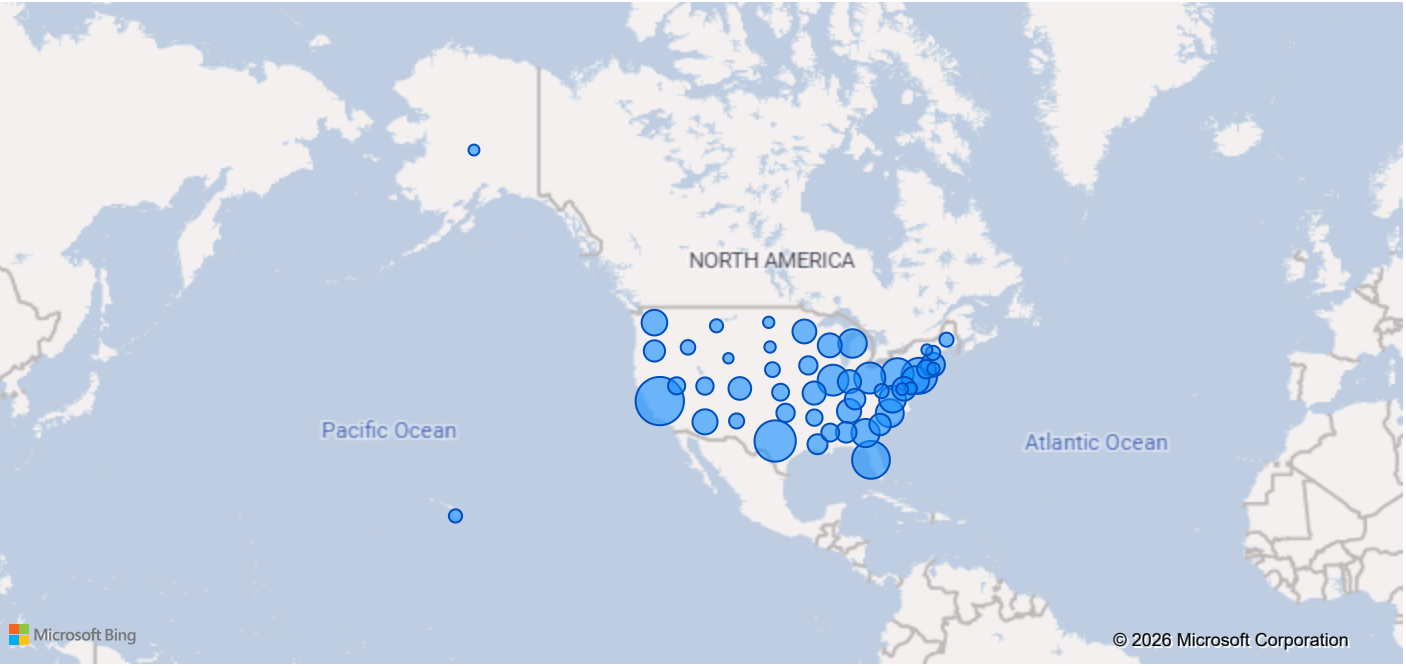 NORTH AMERICA
Pacific Ocean
Atlantic Ocean
Microsoft Bing
© 2026 Microsoft Corporation